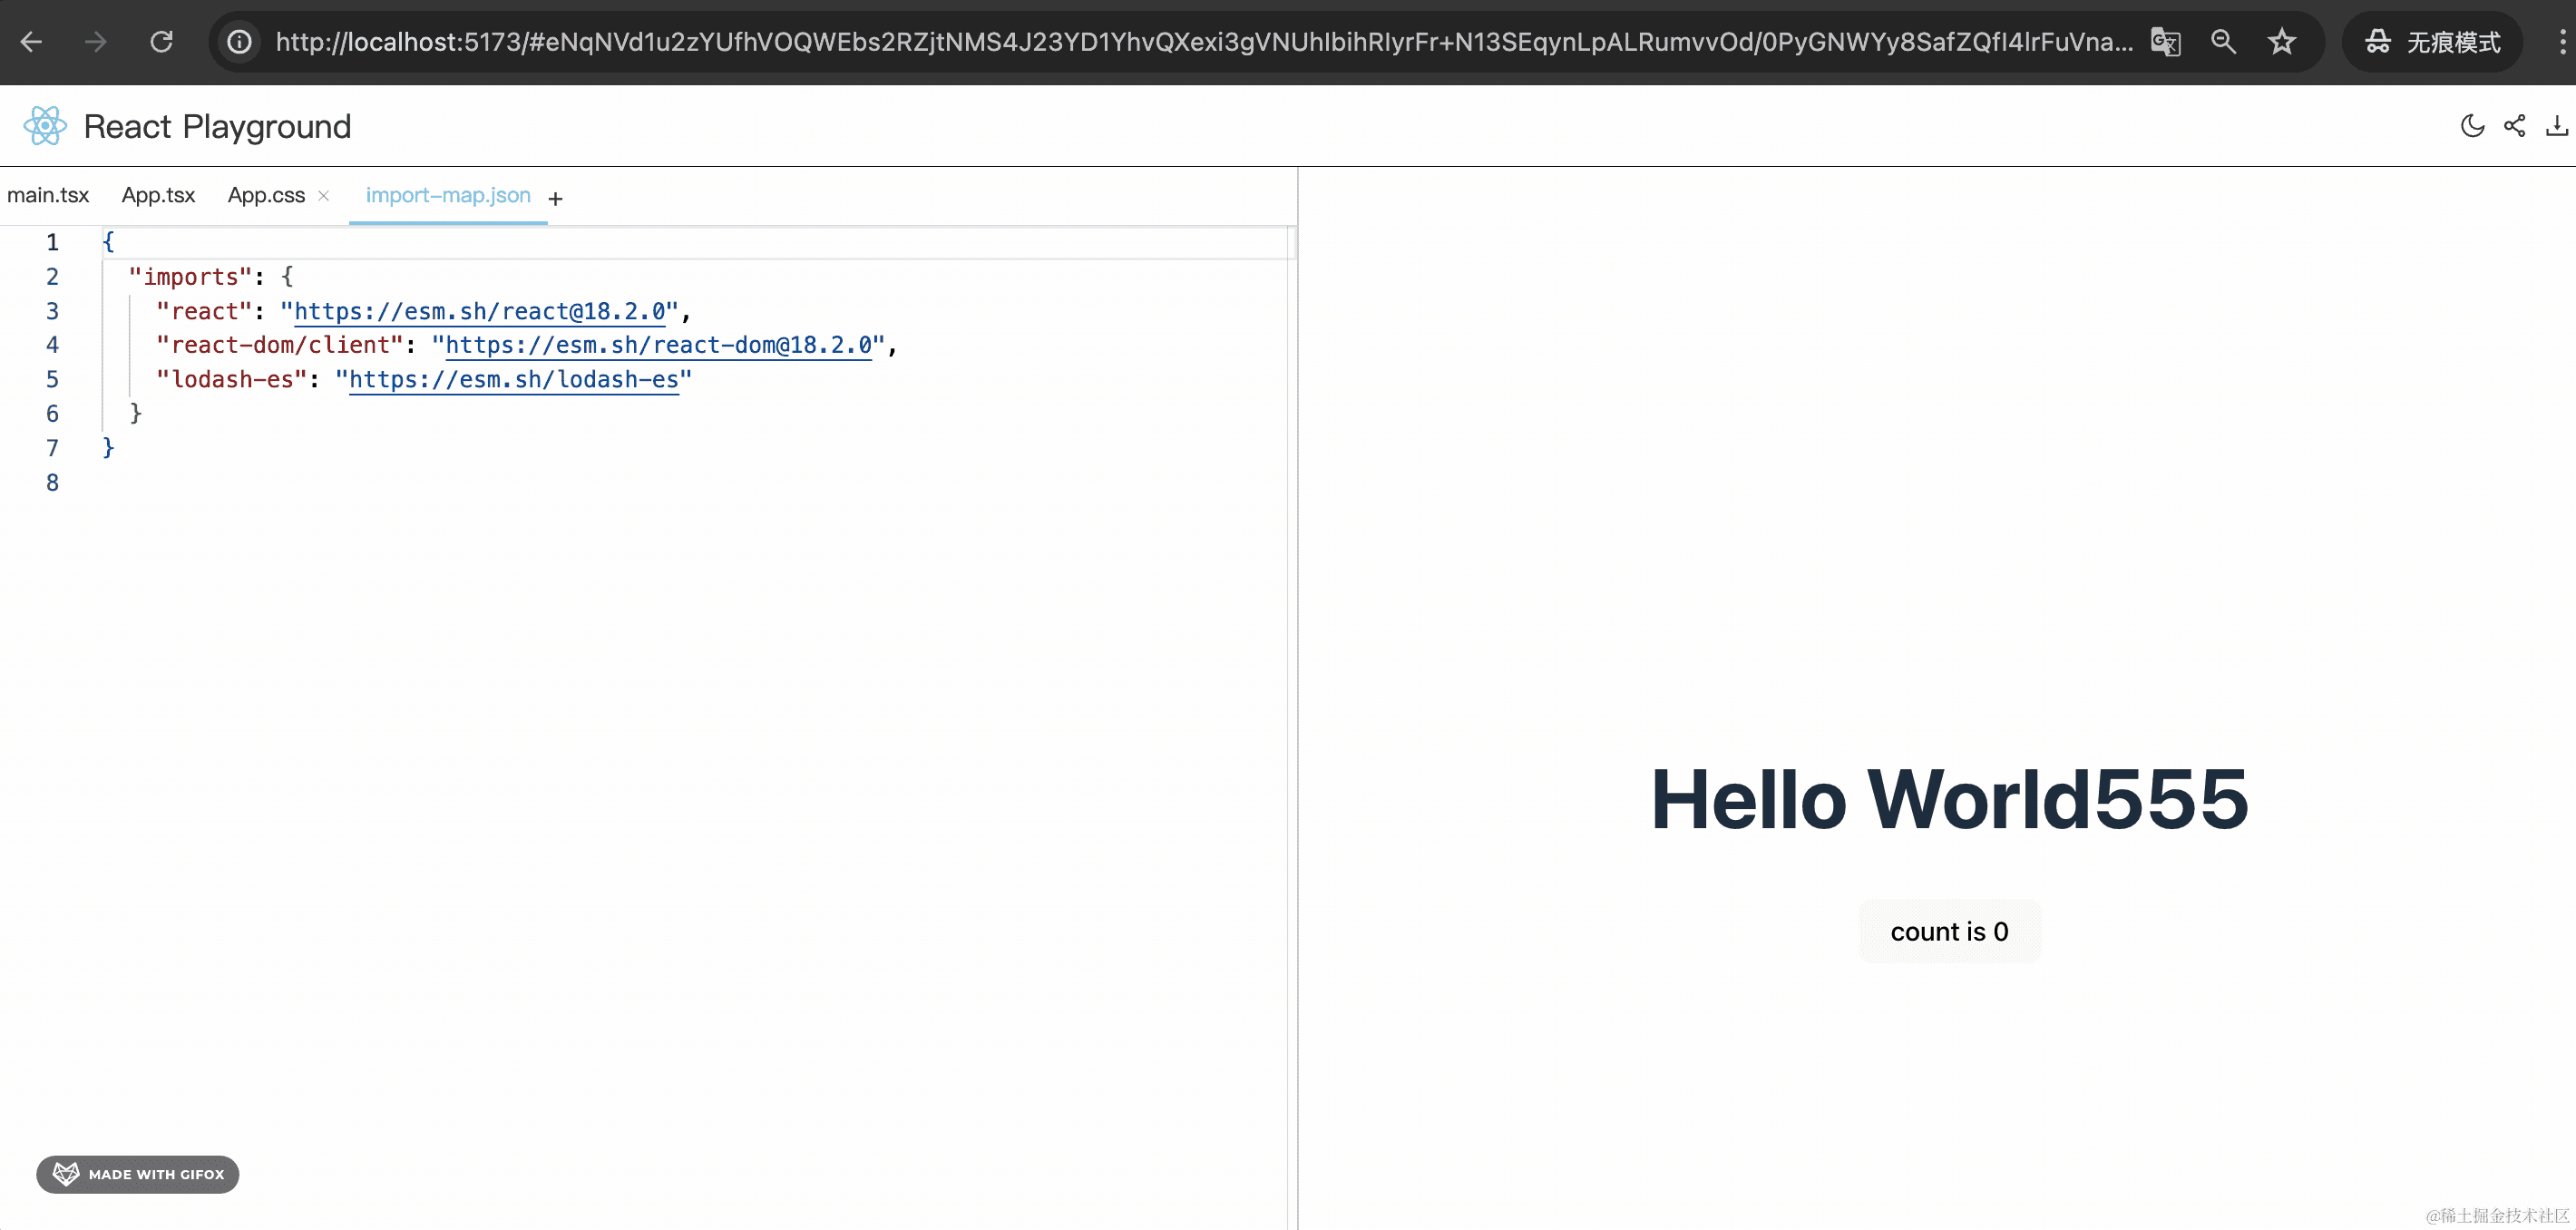 http://localhost:5173/#eNqNVd1u2zYUfhVOQWEbs2RZjtNMS4J23YD1YhvQXexi3gVNUhIbihRIyrFr+N13SEqynLpALRumvvOd/0PyGNWYy8SafZQfI4lrFuVna... 无痕模式
React Playground
main.tsx App.tsx App.css × import-map.json +
1 {
2 "imports": {
3 "react": "https://esm.sh/react@18.2.0",
4 "react-dom/client": "https://esm.sh/react-dom@18.2.0",
5 "lodash-es": "https://esm.sh/lodash-es"
6 }
7 }
8
Hello World555
count is 0
MADE WITH GIFOX
@稀土掘金技术社区